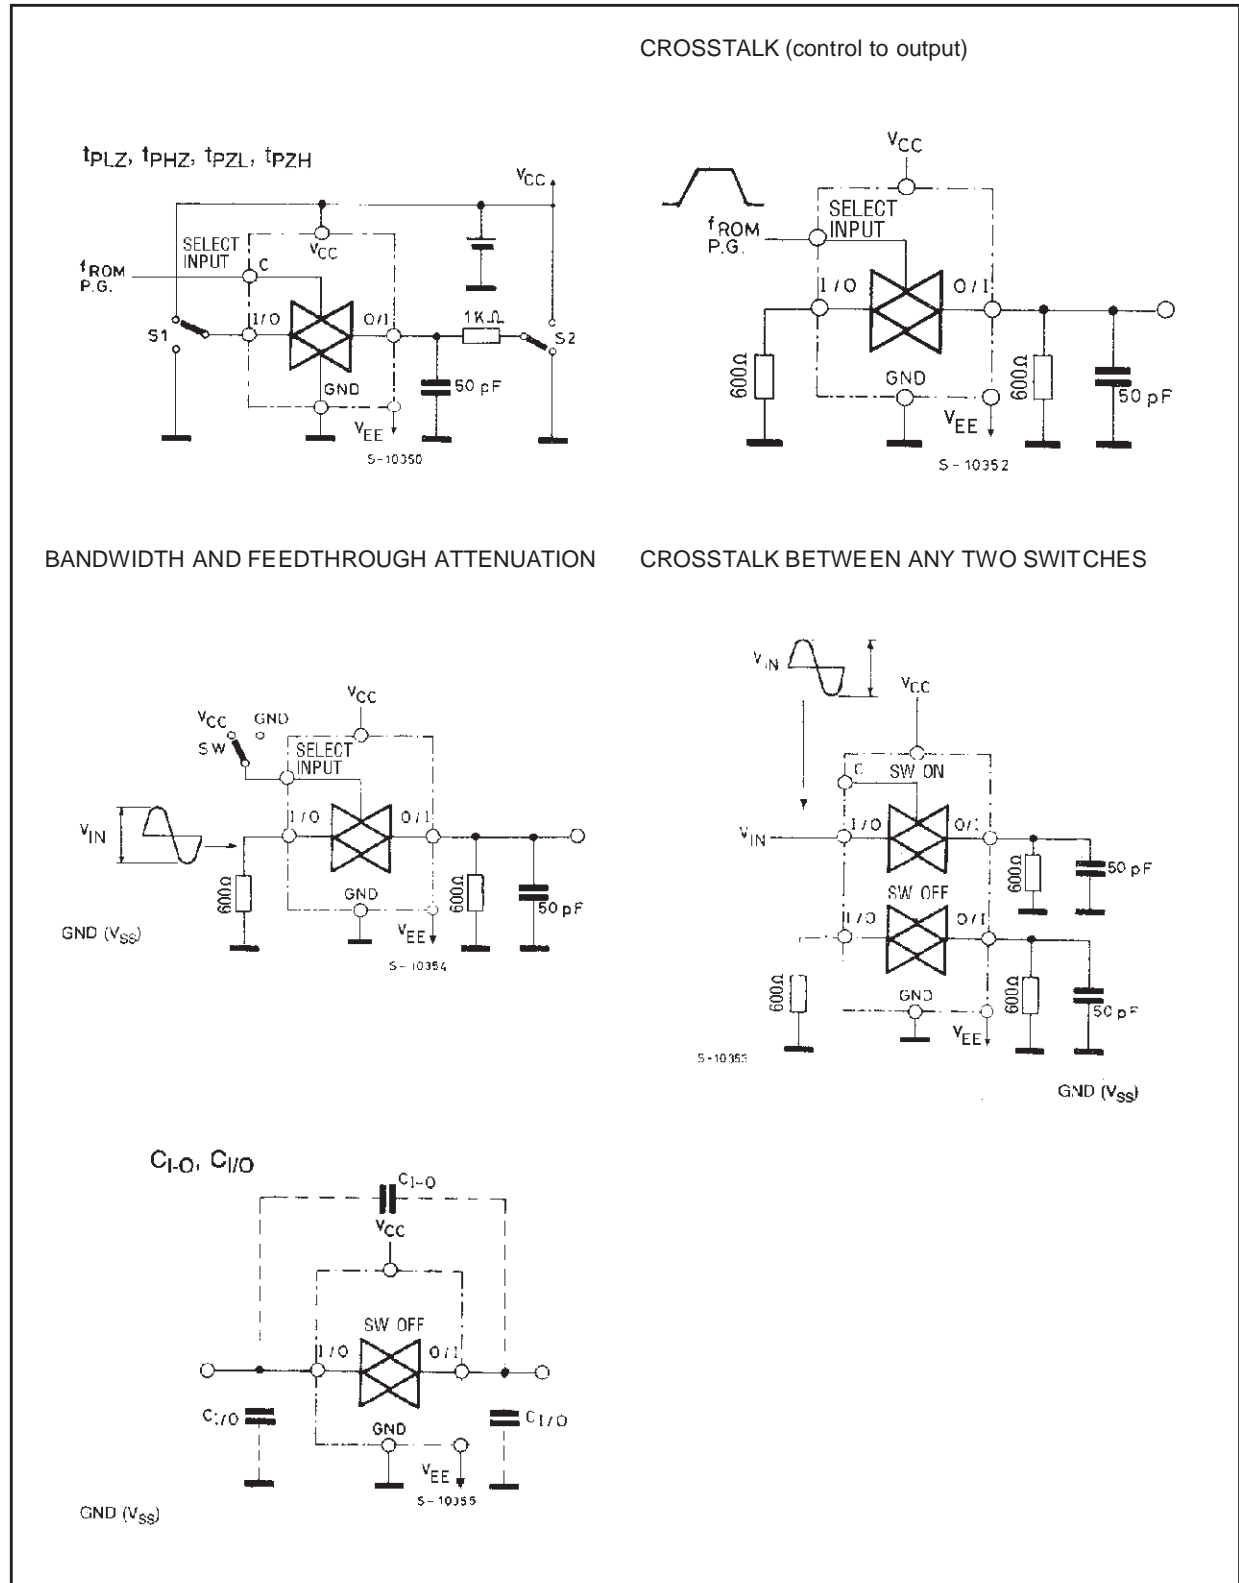 CROSSTALK (control to output)
tPLZ, tPHZ, tPZL, tPZH
VCC
SELECT
INPUT
VCC
fROM
P.G.
C
I/O
O/I
1KΩ
S1
S2
GND
50 pF
VEE
S-10350
VCC
SELECT
INPUT
fROM
P.G.
I/O
O/I
600Ω
GND
600Ω
50 pF
VEE
S-10352
BANDWIDTH AND FEEDTHROUGH ATTENUATION
CROSSTALK BETWEEN ANY TWO SWITCHES
VCC
VCC
GND
SW
SELECT
INPUT
VIN
I/O
O/I
600Ω
GND
600Ω
50 pF
VEE
GND (VSS)
S-10354
VIN
VCC
C
SW ON
VIN
I/O
O/I
600Ω
50 pF
SW OFF
I/O
O/I
600Ω
GND
600Ω
50 pF
VEE
S-10353
GND (VSS)
CI-O, CI/O
CI-O
VCC
SW OFF
I/O
O/I
CI/O
GND
CI/O
VEE
S-10355
GND (VSS)